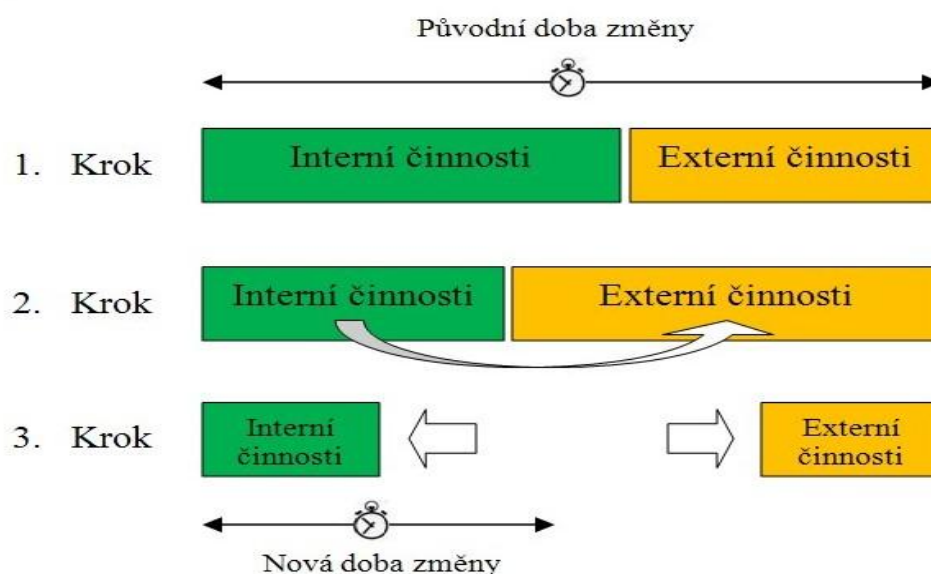 Původní doba změny
1. Krok
Interní činnosti
Externí činnosti
2. Krok
Interní činnosti
Externí činnosti
3. Krok
Interní
činnosti
Externí
činnosti
Nová doba změny